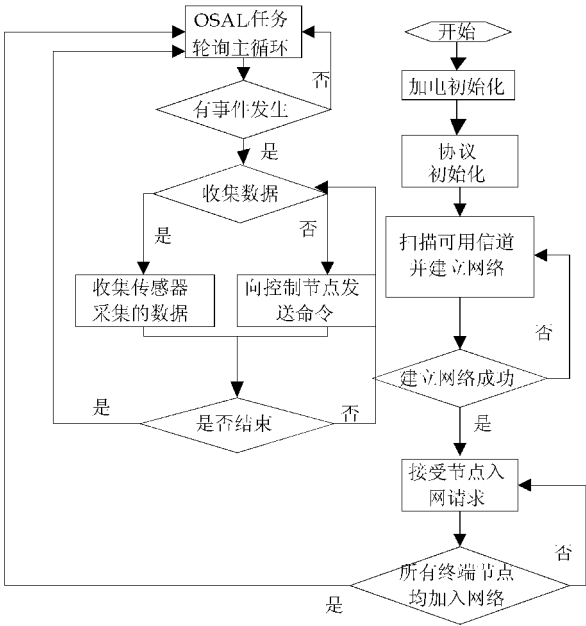 开始
加电初始化
协议
初始化
扫描可用信道
并建立网络
否
建立网络成功
是
接受节点入
网请求
否
所有终端节点
均加入网络
是
OSAL任务
轮询主循环
否
有事件发生
是
收集数据
是
否
收集传感器
采集的数据
向控制节点发
送命令
是
是否结束
否